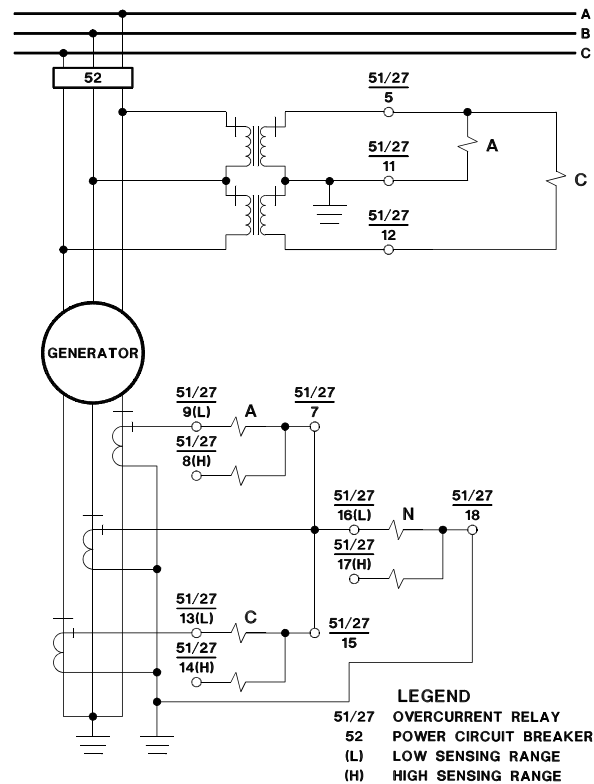 A
B
C
52
51/27
5
51/27
11
A
C
51/27
12
GENERATOR
51/27
9(L)
A
51/27
7
51/27
8(H)
51/27
16(L)
N
51/27
18
51/27
17(H)
51/27
13(L)
C
51/27
15
51/27
14(H)
LEGEND
51/27 OVERCURRENT RELAY
52 POWER CIRCUIT BREAKER
(L) LOW SENSING RANGE
(H) HIGH SENSING RANGE